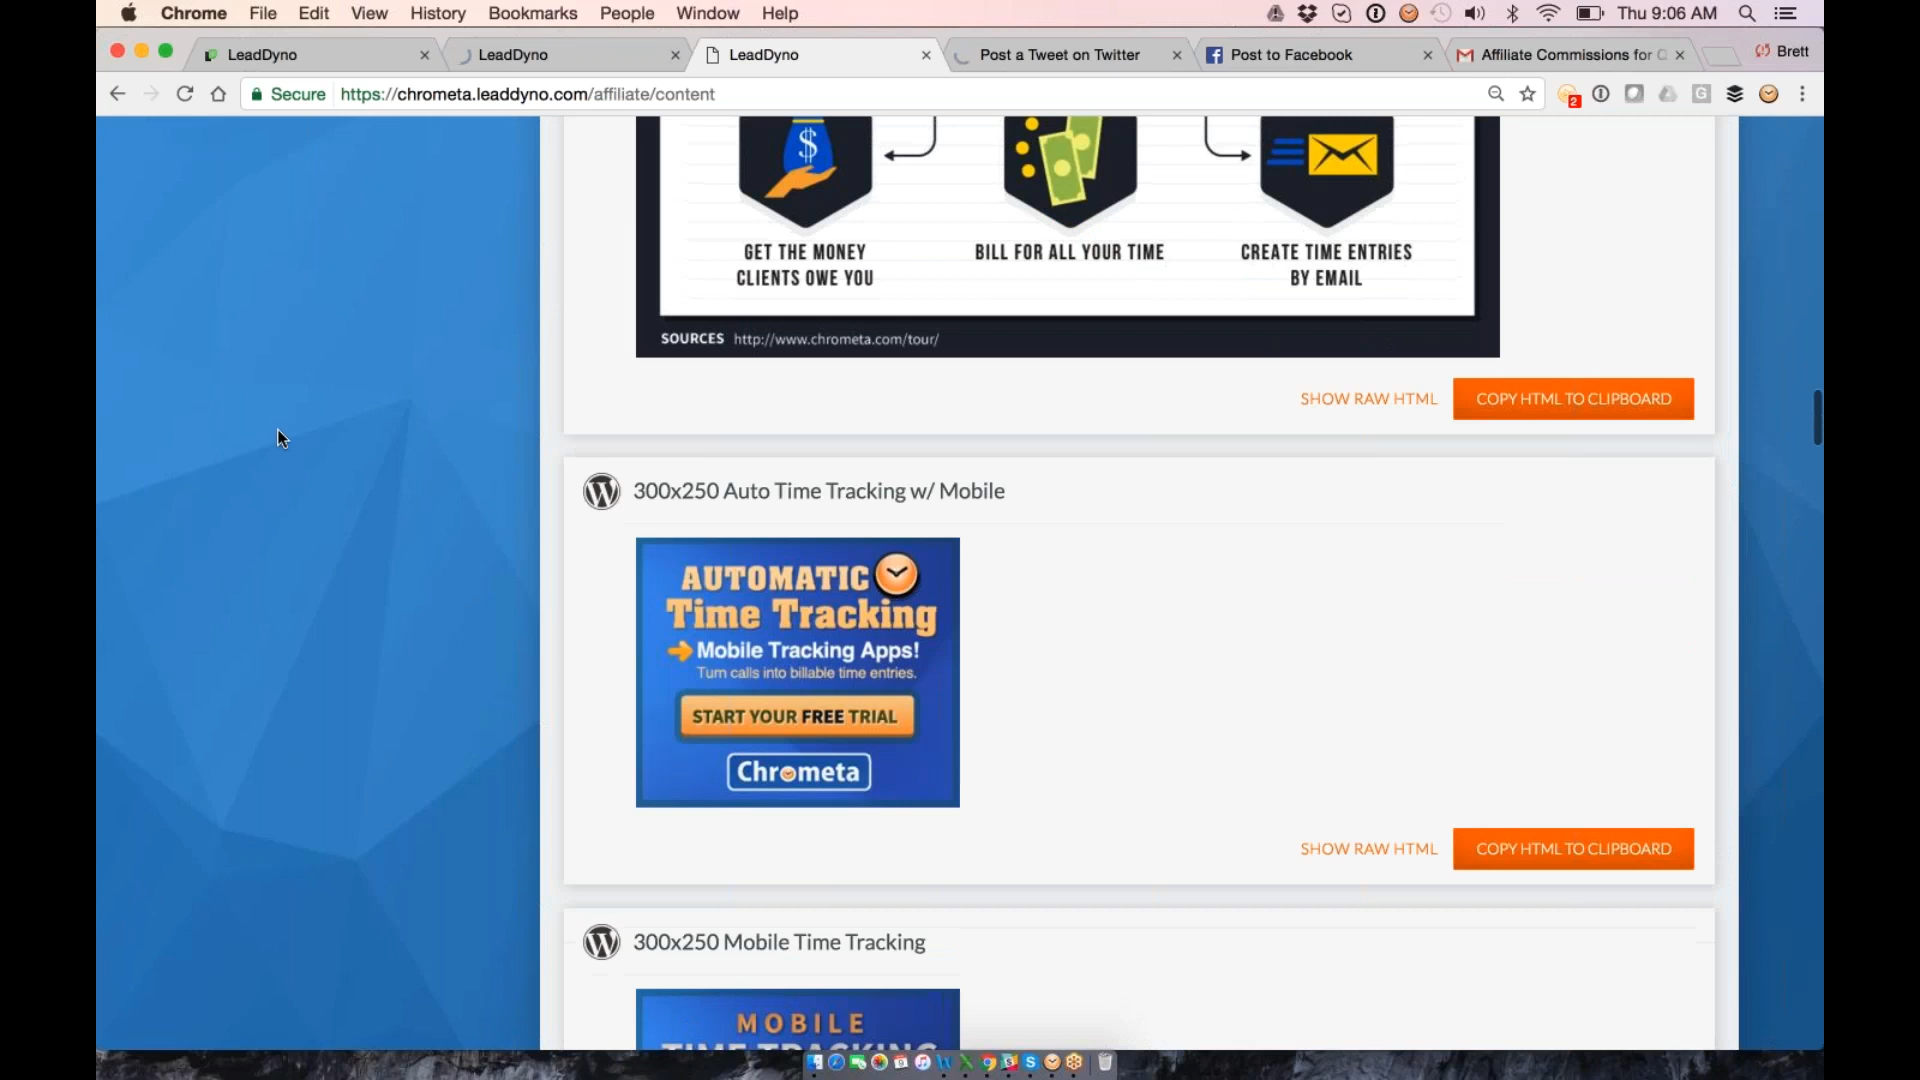 Chrome File Edit View History Bookmarks People Window Help Thu 9:06 AM
LeadDyno LeadDyno LeadDyno Post a Tweet on Twitter Post to Facebook Affiliate Commissions for Brett
Secure https://chrometa.leaddyno.com/affiliate/content 2
GET THE MONEY
CLIENTS OWE YOU
BILL FOR ALL YOUR TIME
CREATE TIME ENTRIES
BY EMAIL
SOURCES http://www.chrometa.com/tour/
SHOW RAW HTML COPY HTML TO CLIPBOARD
300x250 Auto Time Tracking w/ Mobile
AUTOMATIC
Time Tracking
Mobile Tracking Apps!
Turn calls into billable time entries.
START YOUR FREE TRIAL
Chrometa
SHOW RAW HTML COPY HTML TO CLIPBOARD
300x250 Mobile Time Tracking
MOBILE
TIME TRACKING